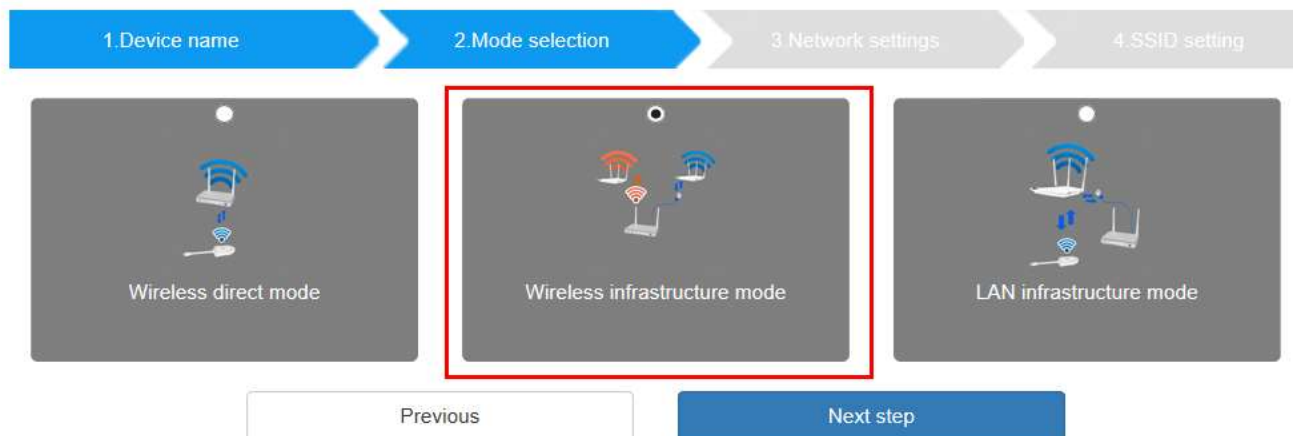 1.Device name
2.Mode selection
3.Network settings
4.SSID setting
Wireless direct mode
Wireless infrastructure mode
LAN infrastructure mode
Previous
Next step